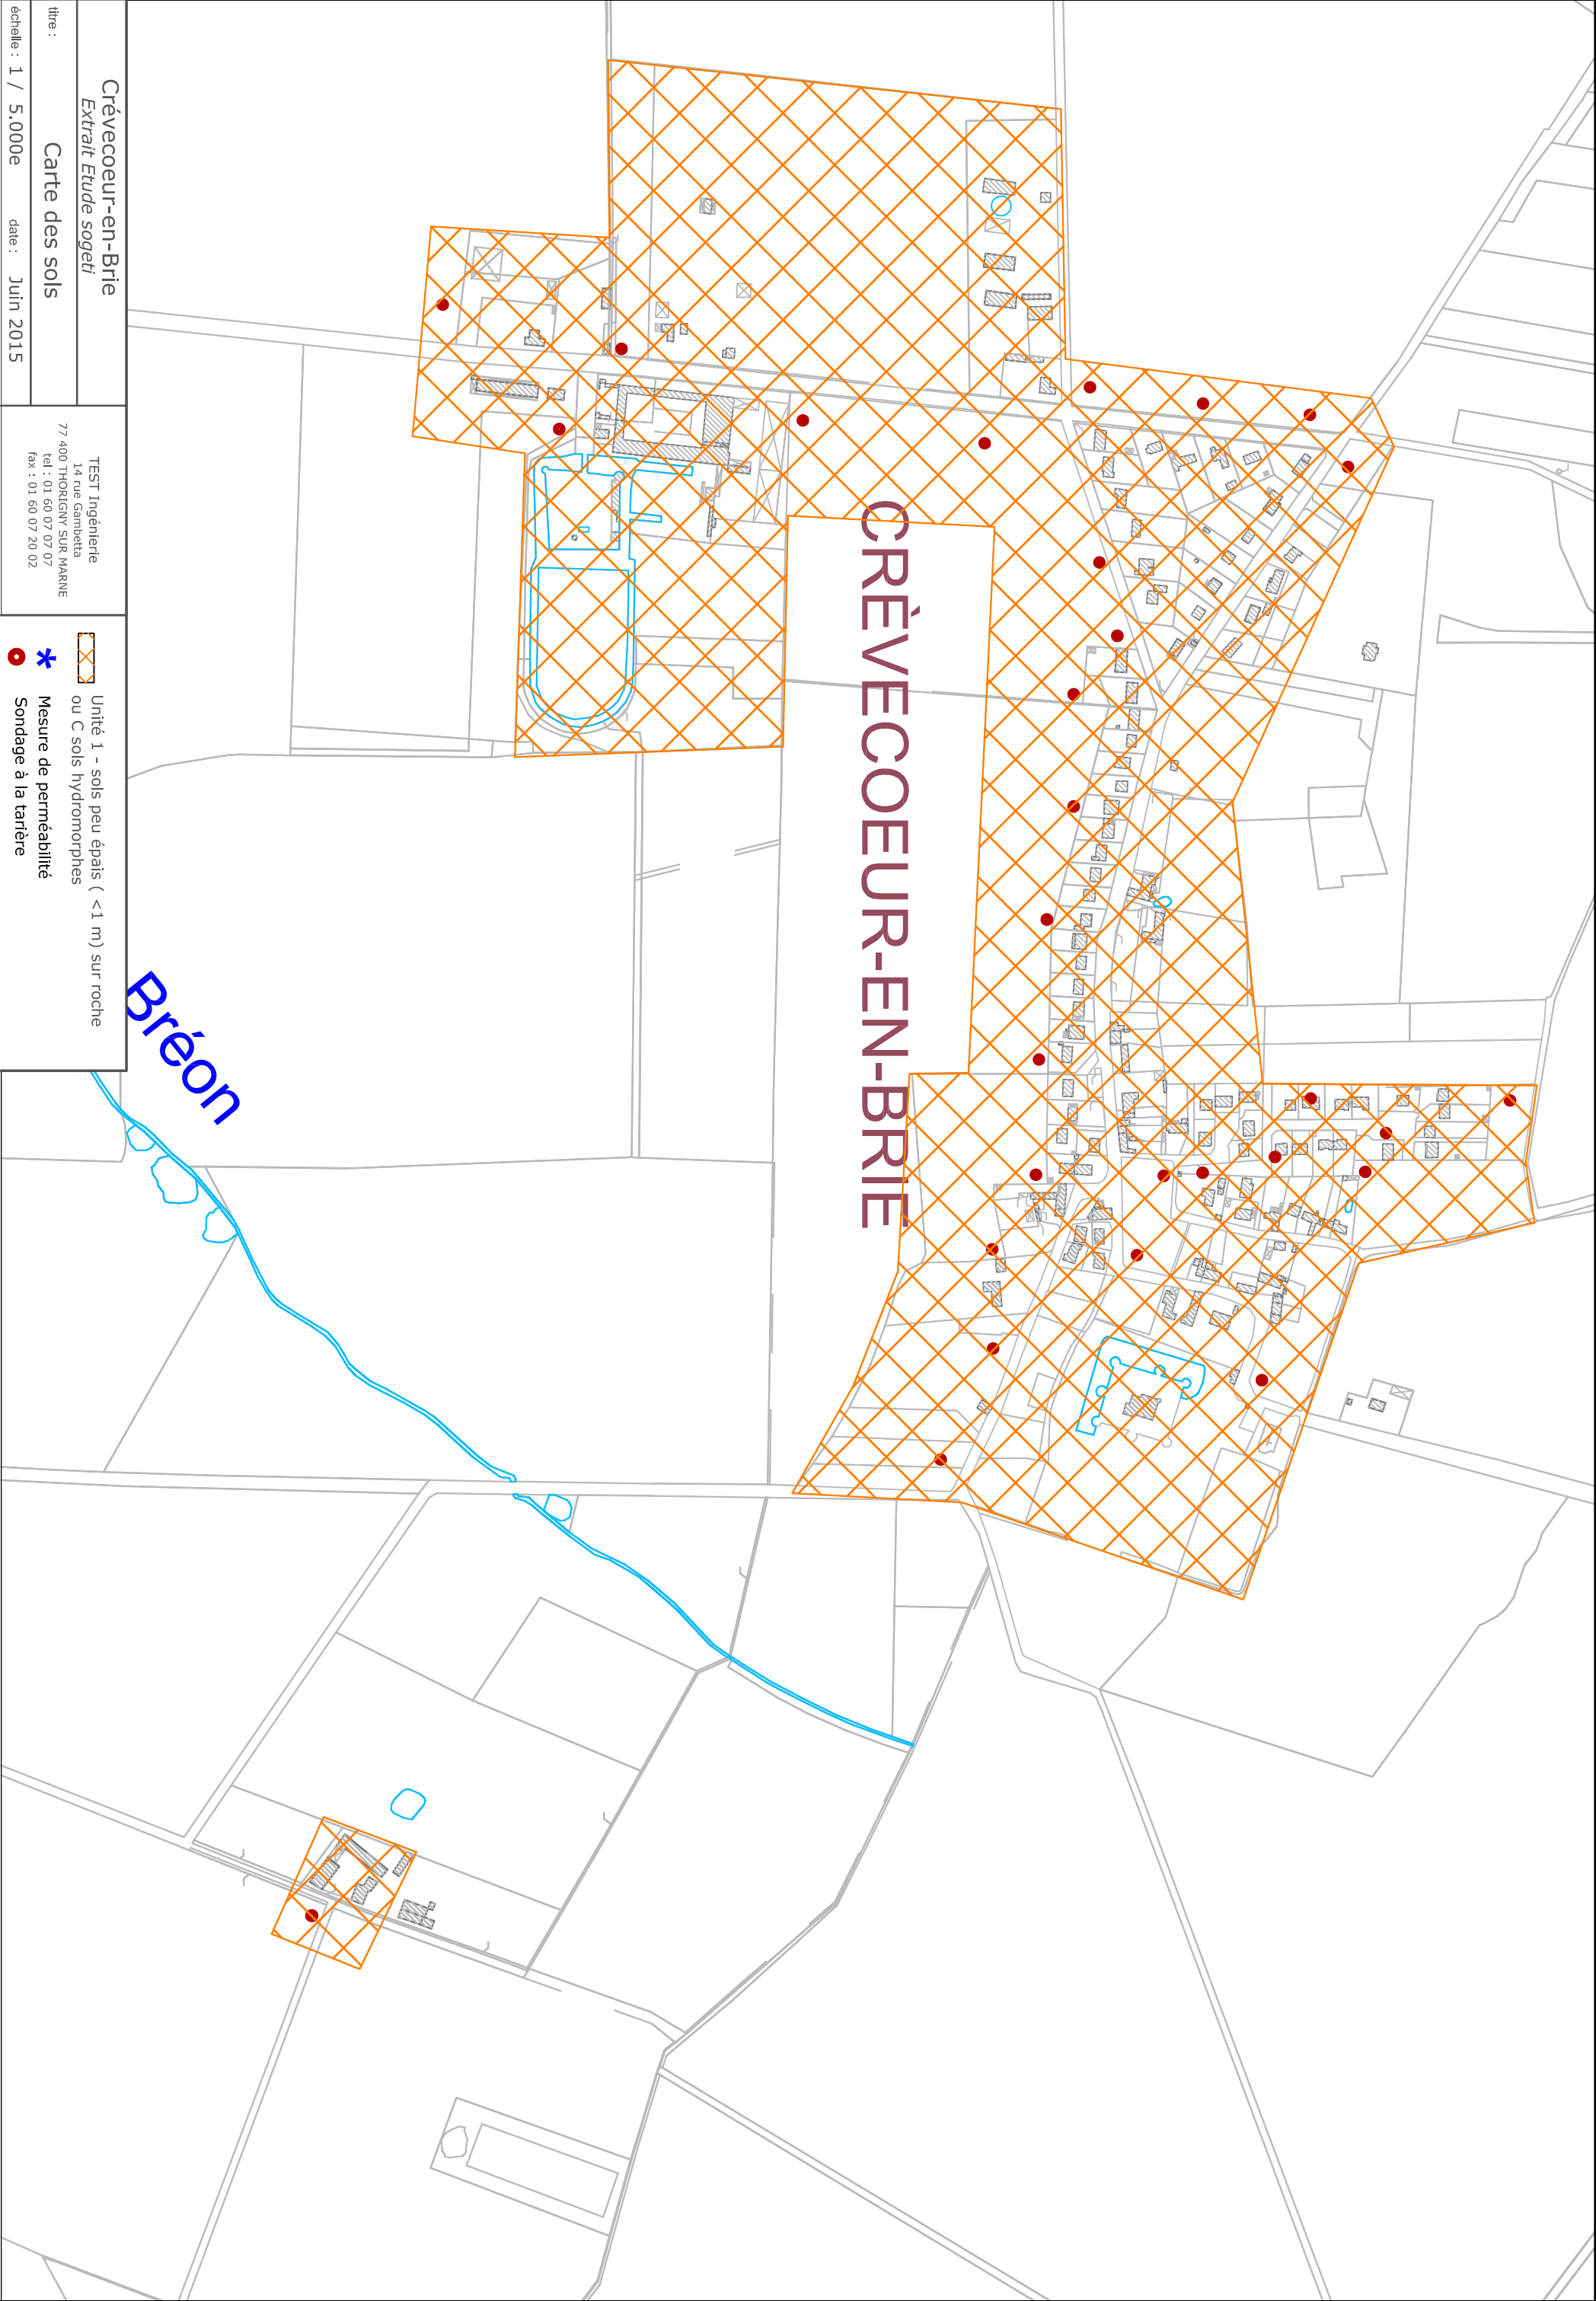 CRÈVECOEUR-EN-BRIE
Bréon
Crévecoeur-en-Brie
Extrait Etude sogeti
titre :
Carte des sols
échelle : 1 / 5.000e
date : Juin 2015
TEST Ingénierie
14 rue Gambetta
77 400 THORIGNY SUR MARNE
tel : 01 60 07 07 07
fax : 01 60 07 20 02
Unité 1 - sols peu épais ( <1 m) sur roche
ou C sols hydromorphes
Mesure de perméabilité
Sondage à la tarière